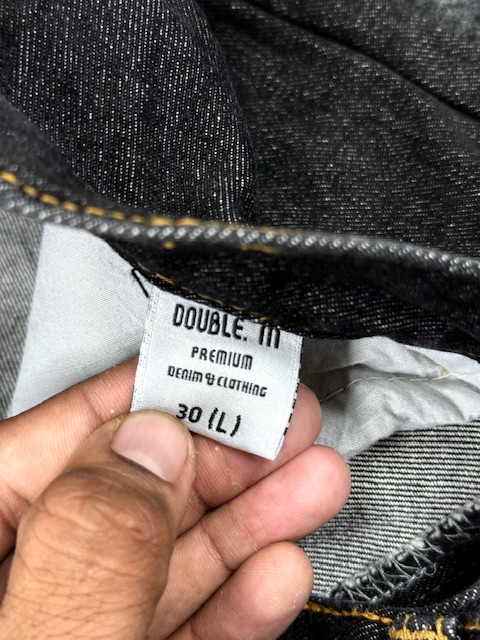 DOUBLE. m
PREMIUM
DENIM & CLOTHING
30 (L)